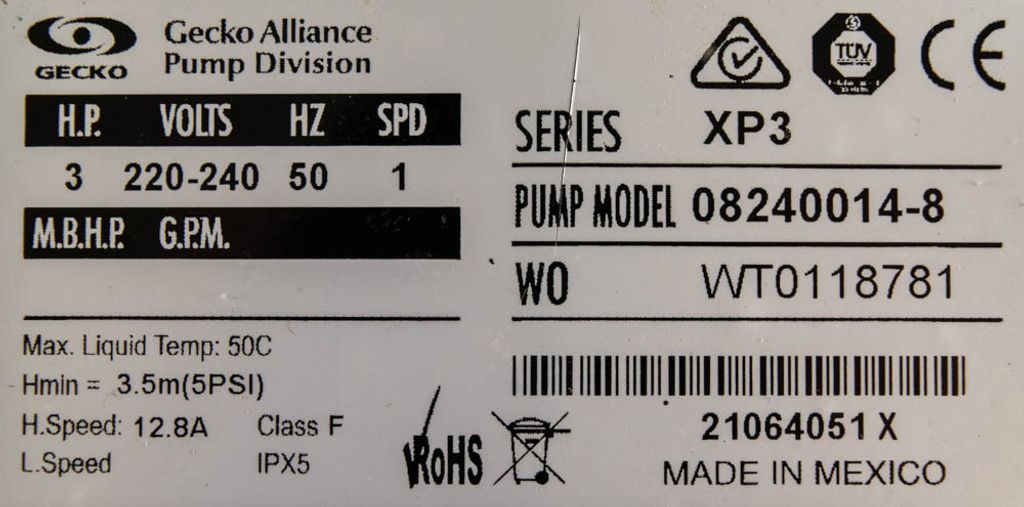 GECKO
Gecko Alliance
Pump Division
H.P. VOLTS HZ SPD
3 220-240 50 1
M.B.H.P. G.P.M.
Max. Liquid Temp: 50C
Hmin = 3.5m(5PSI)
H.Speed: 12.8A Class F
L.Speed IPX5
RoHS
TÜV
CE
SERIES XP3
PUMP MODEL 08240014-8
WO WT0118781
21064051 X
MADE IN MEXICO